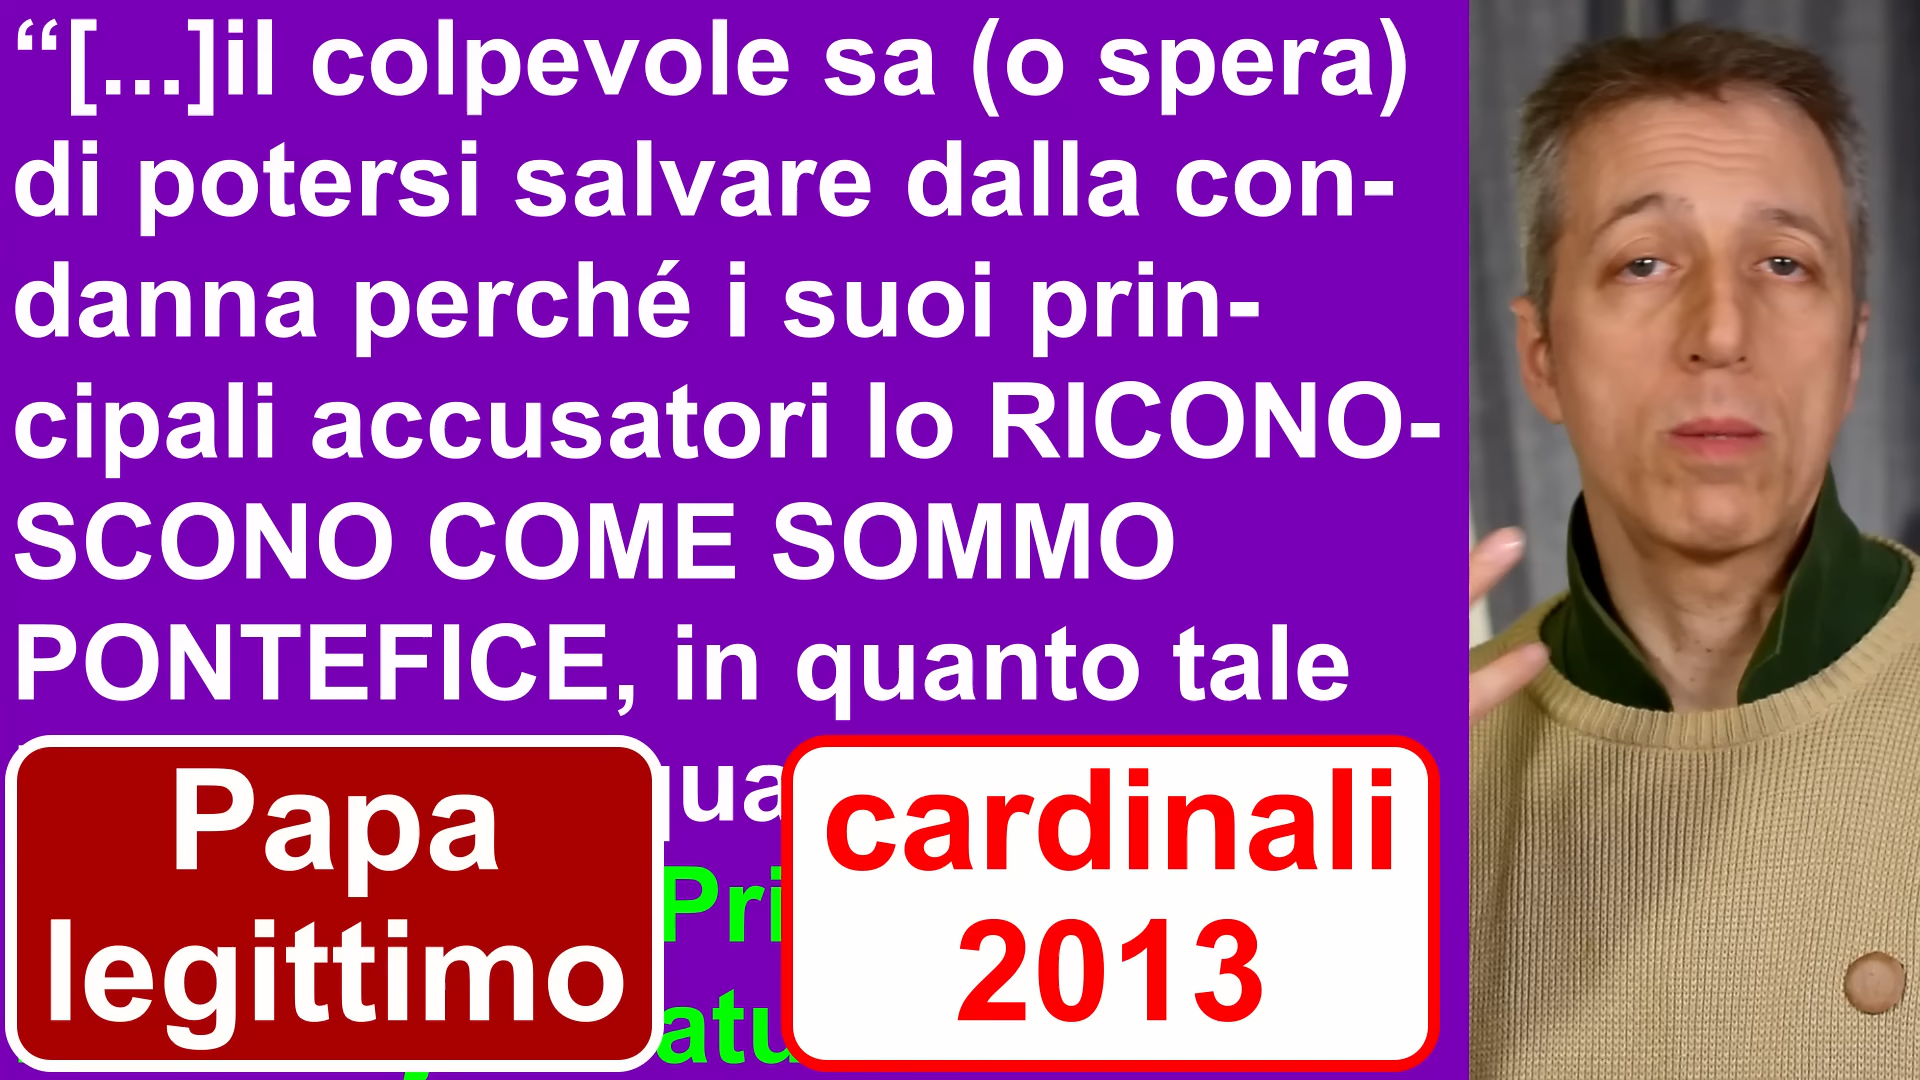 “[...]il colpevole sa (o spera)
di potersi salvare dalla con-
danna perché i suoi prin-
cipali accusatori lo RICONO-
SCONO COME SOMMO
PONTEFICE, in quanto tale
Papa
legittimo
cardinali
2013